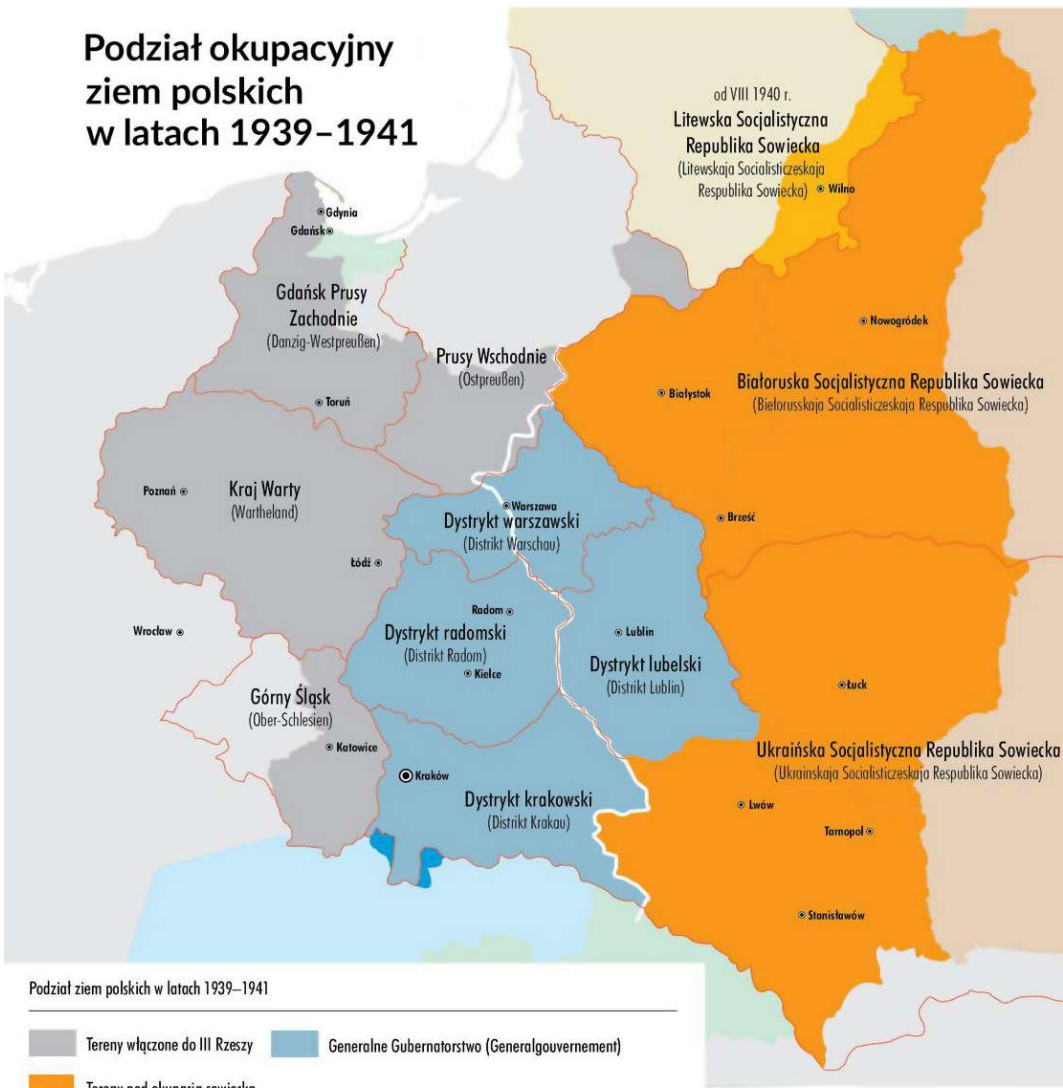 Podział okupacyjny
ziem polskich
w latach 1939–1941
od VIII 1940 r.
Litewska Socjalistyczna
Republika Sowiecka
(Litewskaja Socialisticzeskaja
Respublika Sowiecka)
Wilno
Gdynia
Gdańsk
Gdańsk Prusy
Zachodnie
(Danzig-Westpreußen)
Nowogródek
Prusy Wschodnie
(Ostpreußen)
Białoruska Socjalistyczna Republika Sowiecka
(Biełorusskaja Socialisticzeskaja Respublika Sowiecka)
Białystok
Toruń
Poznań
Kraj Warty
(Wartheland)
Warszawa
Dystrykt warszawski
(Distrikt Warschau)
Brześć
Łódź
Radom
Wrocław
Dystrykt radomski
(Distrikt Radom)
Kielce
Lublin
Dystrykt lubelski
(Distrikt Lublin)
Łuck
Górny Śląsk
(Ober-Schlesien)
Katowice
Ukraińska Socjalistyczna Republika Sowiecka
(Ukrainskaja Socialisticzeskaja Respublika Sowiecka)
Kraków
Dystrykt krakowski
(Distrikt Krakau)
Lwów
Tarnopol
Stanisławów
Podział ziem polskich w latach 1939–1941
Tereny włączone do III Rzeszy
Generalne Gubernatorstwo (Generalgouvernement)
Tereny pod okupacją sowiecką